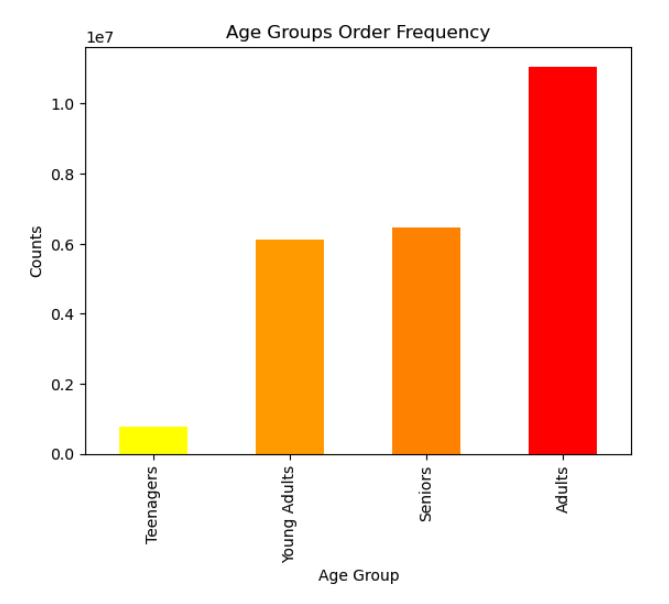 Age Groups Order Frequency
1e7
1.0
0.8
0.6
0.4
0.2
0.0
Counts
Teenagers
Young Adults
Seniors
Adults
Age Group